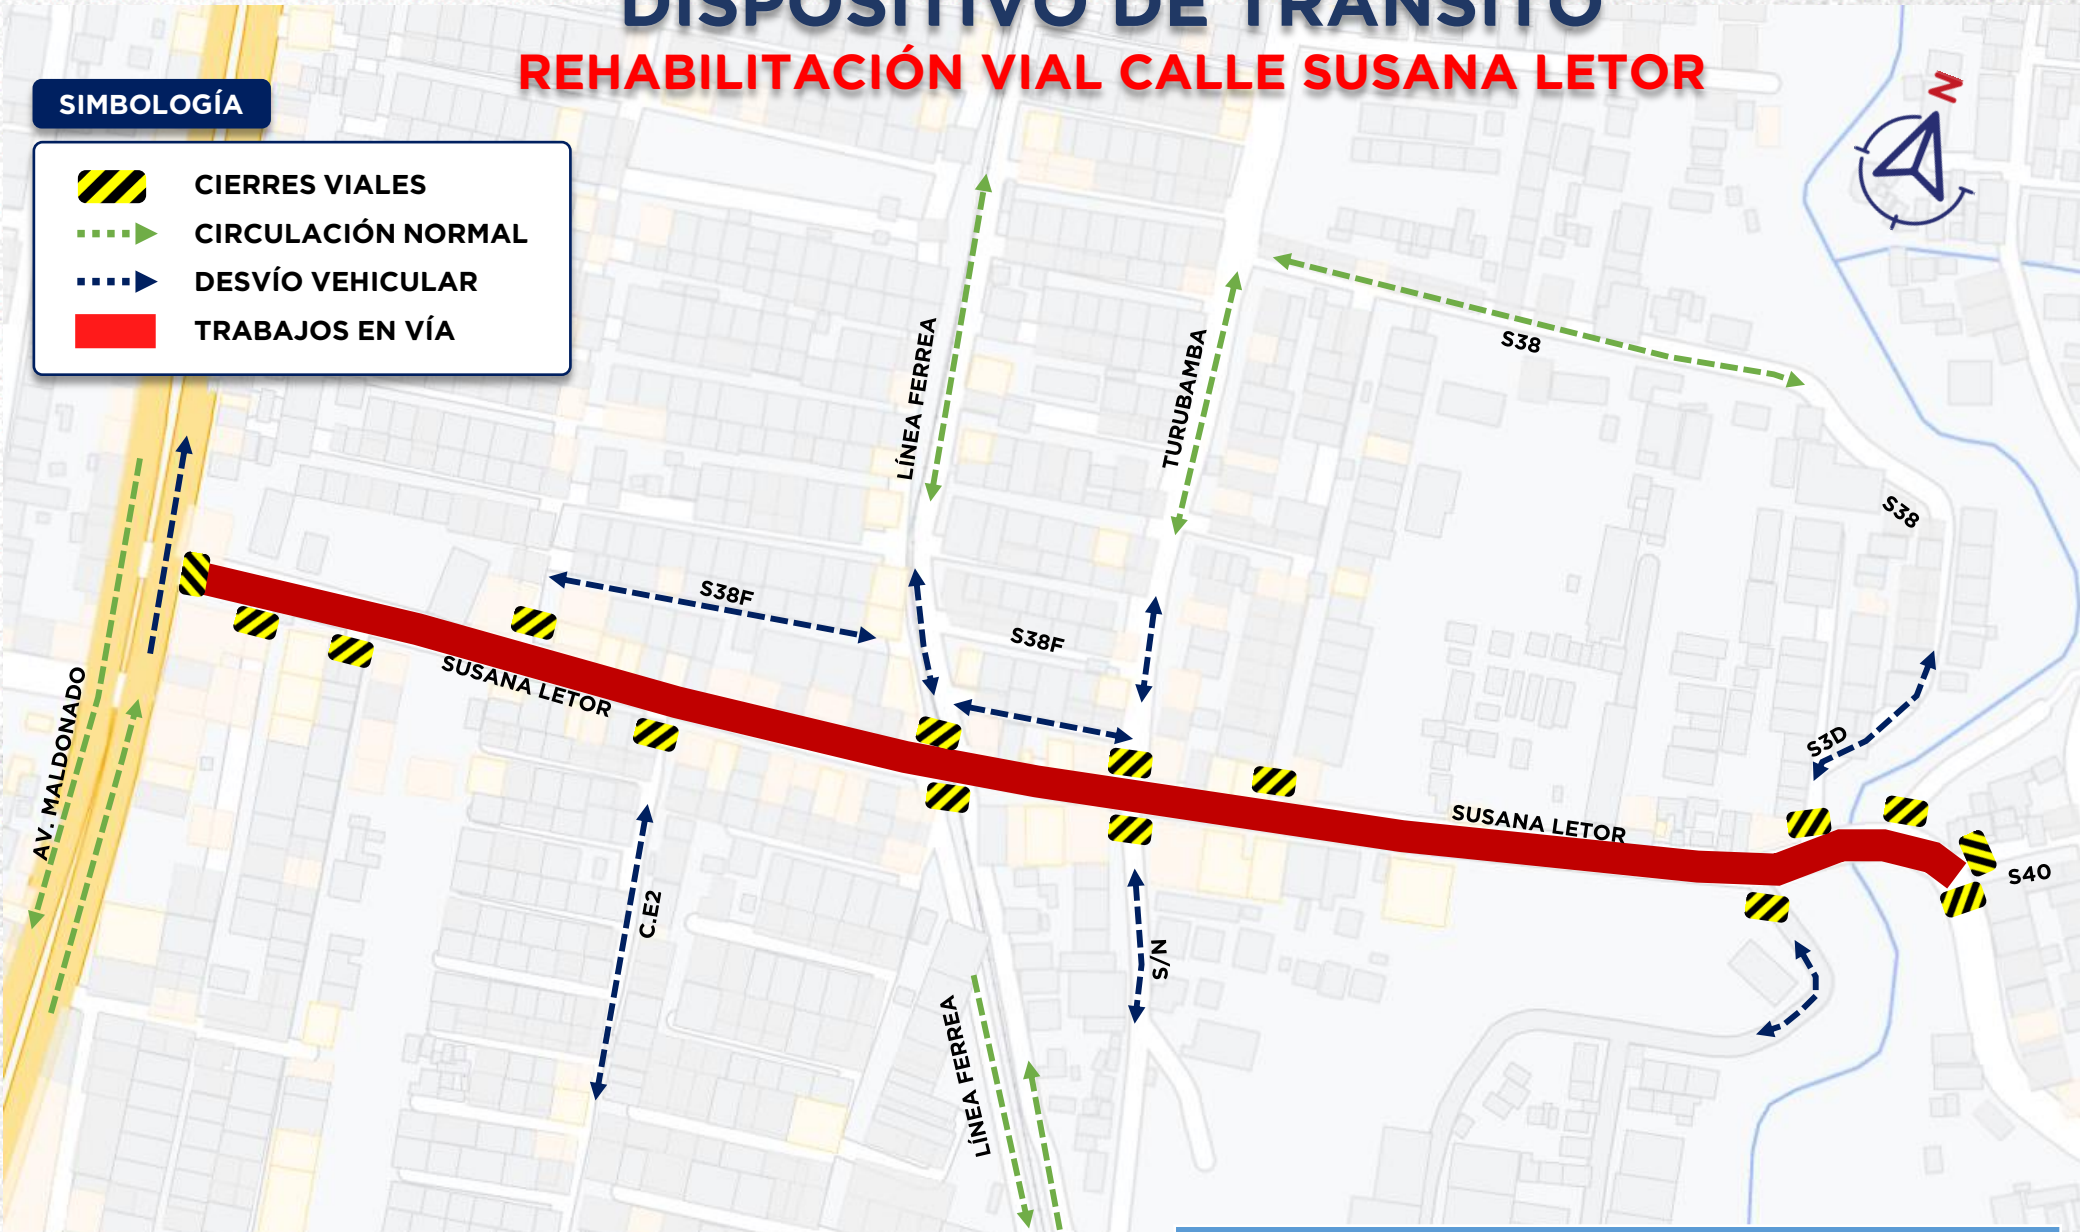 DISPOSITIVO DE TRÁNSITO
REHABILITACIÓN VIAL CALLE SUSANA LETOR
SIMBOLOGÍA
CIERRES VIALES
CIRCULACIÓN NORMAL
DESVÍO VEHICULAR
TRABAJOS EN VÍA
N
LÍNEA FERREA
TURUBAMBA
S38
S38
S38F
S38F
SUSANA LETOR
AV. MALDONADO
S3D
SUSANA LETOR
S40
C.E2
S/N
LÍNEA FERREA